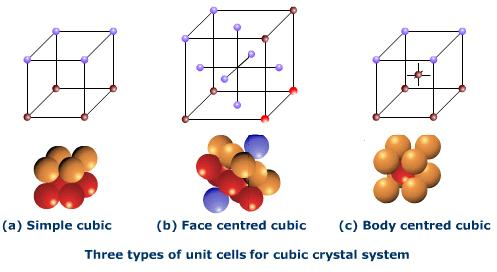 (a) Simple cubic
(b) Face centred cubic
(c) Body centred cubic
Three types of unit cells for cubic crystal system